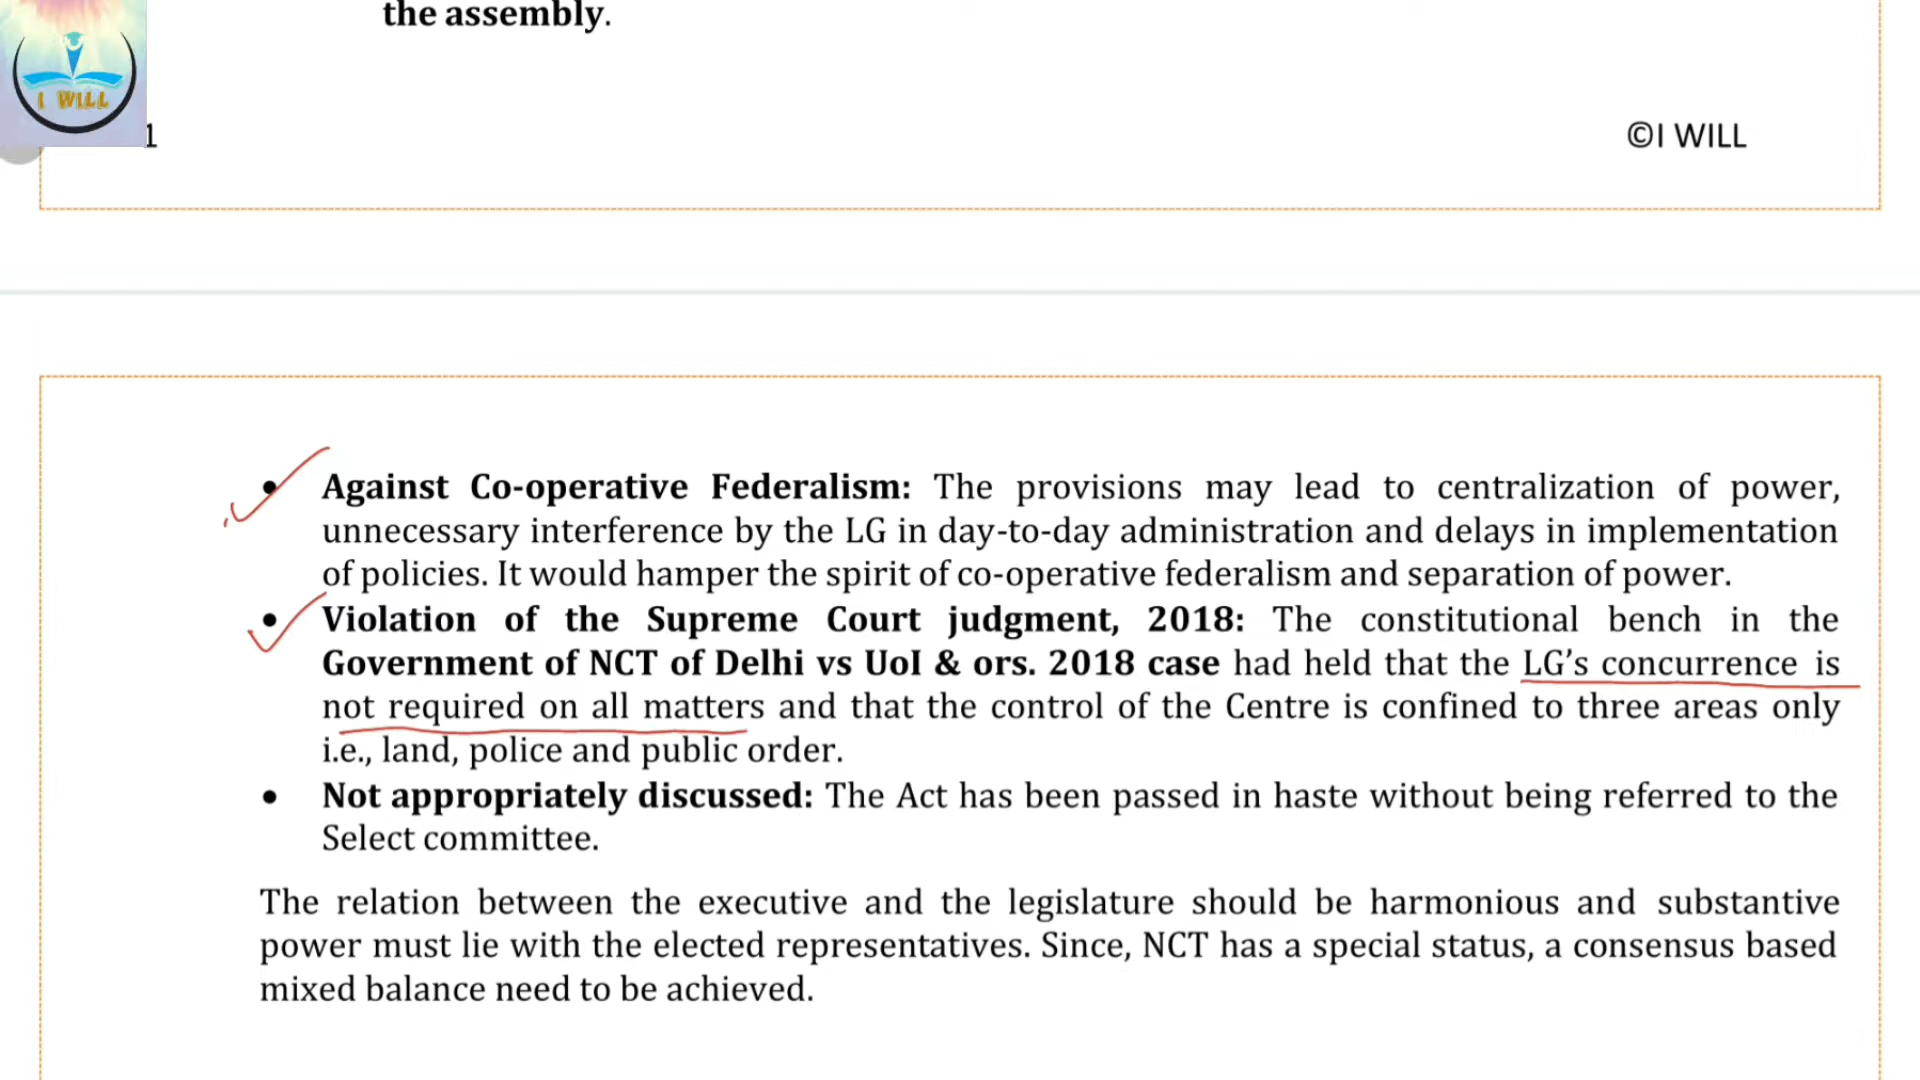 the assembly.
I WILL
1
©I WILL
• Against Co-operative Federalism: The provisions may lead to centralization of power,
unnecessary interference by the LG in day-to-day administration and delays in implementation
of policies. It would hamper the spirit of co-operative federalism and separation of power.
• Violation of the Supreme Court judgment, 2018: The constitutional bench in the
Government of NCT of Delhi vs UoI & ors. 2018 case had held that the LG’s concurrence is
not required on all matters and that the control of the Centre is confined to three areas only
i.e., land, police and public order.
• Not appropriately discussed: The Act has been passed in haste without being referred to the
Select committee.
The relation between the executive and the legislature should be harmonious and substantive
power must lie with the elected representatives. Since, NCT has a special status, a consensus based
mixed balance need to be achieved.